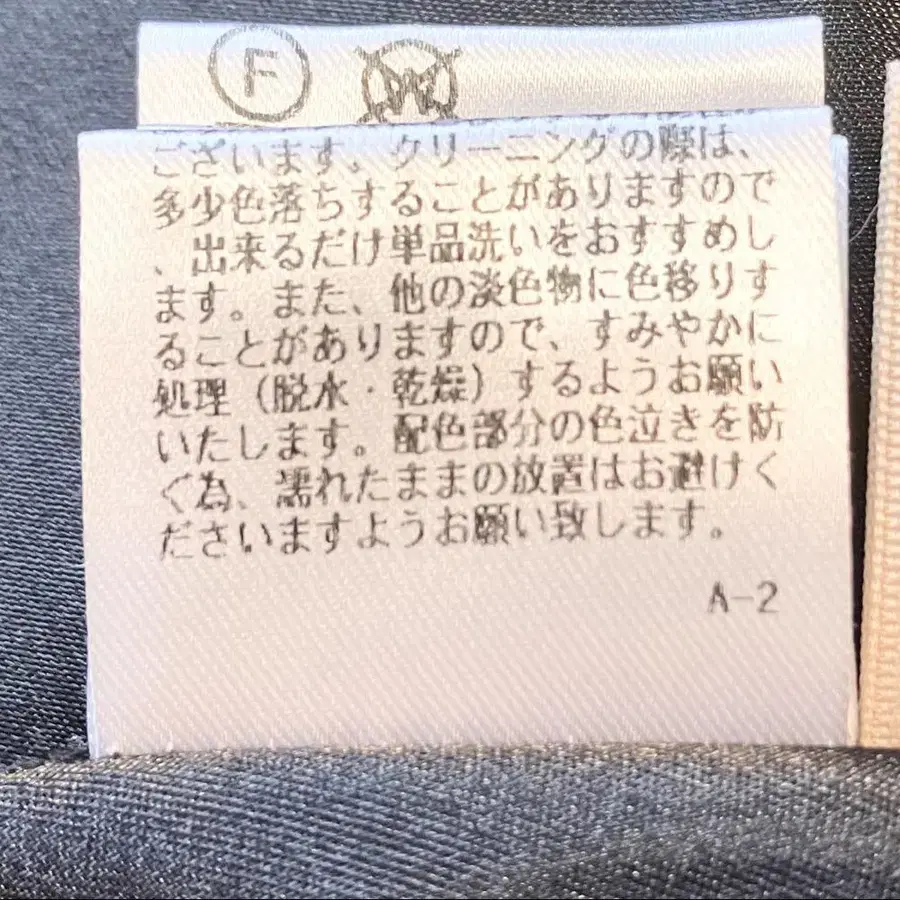 F
W
ございます。クリーニングの際は、
多少色落ちすることがありますので
、出来るだけ単品洗いをおすすめし
ます。また、他の淡色物に色移りす
ることがありますので、すみやかに
処理（脱水・乾燥）するようお願い
いたします。配色部分の色泣きを防
ぐ為、濡れたままの放置はお避けく
ださいますようお願い致します。
A-2